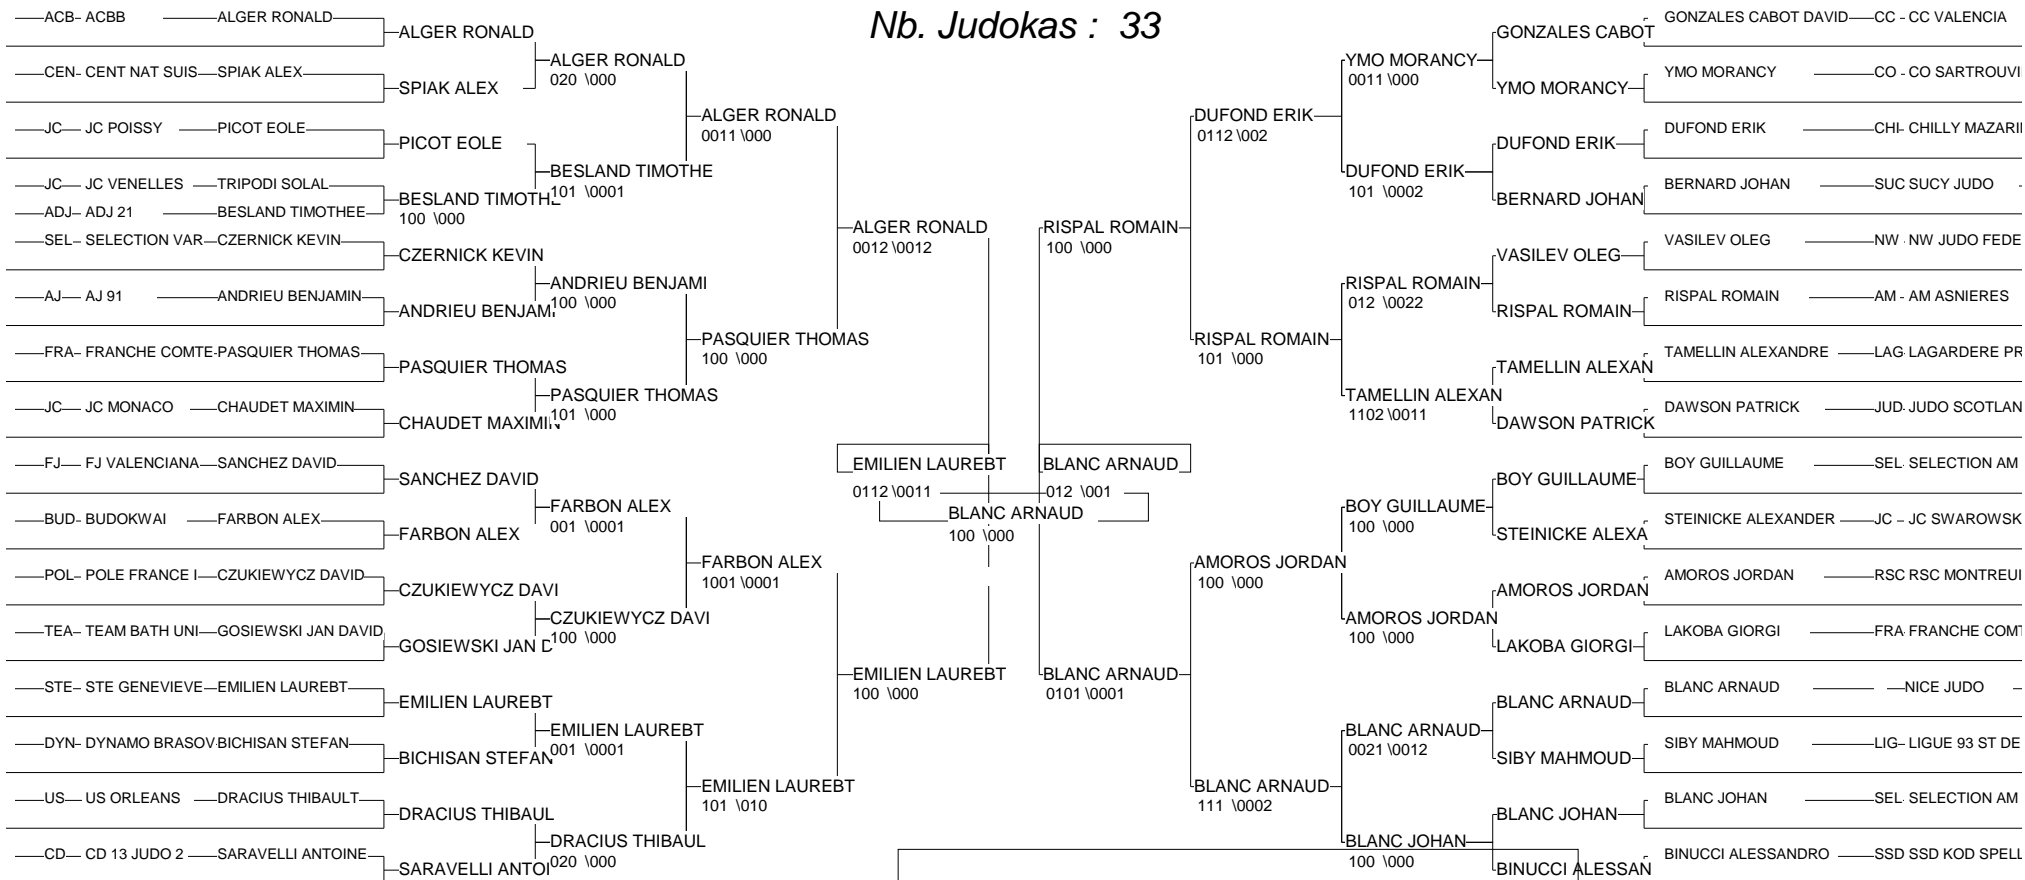 Nb. Judokas : 33
ACB ACBB ALGER RONALD
CEN CENT NAT SUIS SPIAK ALEX
JC JC POISSY PICOT EOLE
JC JC VENELLES TRIPODI SOLAL
ADJ ADJ 21 BESLAND TIMOTHEE
SEL SELECTION VAR CZERNICK KEVIN
AJ AJ 91 ANDRIEU BENJAMIN
FRA FRANCHE COMTE PASQUIER THOMAS
JC JC MONACO CHAUDET MAXIMIN
FJ FJ VALENCIANA SANCHEZ DAVID
BUD BUDOKWAI FARBON ALEX
POL POLE FRANCE I CZUKIEWYCZ DAVID
TEA TEAM BATH UNI GOSIEWSKI JAN DAVID
STE STE GENEVIEVE EMILIEN LAUREBT
DYN DYNAMO BRASOV BICHISAN STEFAN
US US ORLEANS DRACIUS THIBAULT
CD CD 13 JUDO 2 SARAVELLI ANTOINE
ALGER RONALD
SPIAK ALEX
PICOT EOLE
BESLAND TIMOTHE
100 \000
CZERNICK KEVIN
ANDRIEU BENJAMI
PASQUIER THOMAS
CHAUDET MAXIMIN
SANCHEZ DAVID
FARBON ALEX
CZUKIEWYCZ DAVI
GOSIEWSKI JAN D
EMILIEN LAUREBT
BICHISAN STEFAN
DRACIUS THIBAUL
SARAVELLI ANTOI
ALGER RONALD
020 \000
BESLAND TIMOTHE
101 \0001
ANDRIEU BENJAMI
100 \000
PASQUIER THOMAS
101 \000
FARBON ALEX
001 \0001
CZUKIEWYCZ DAVI
100 \000
EMILIEN LAUREBT
001 \0001
DRACIUS THIBAUL
020 \000
ALGER RONALD
0011 \000
PASQUIER THOMAS
100 \000
FARBON ALEX
1001 \0001
EMILIEN LAUREBT
101 \010
ALGER RONALD
0012 \0012
EMILIEN LAUREBT
100 \000
EMILIEN LAUREBT
0112 \0011
BLANC ARNAUD
012 \001
BLANC ARNAUD
100 \000
RISPAL ROMAIN
100 \000
BLANC ARNAUD
0101 \0001
DUFOND ERIK
0112 \002
RISPAL ROMAIN
101 \000
AMOROS JORDAN
100 \000
BLANC ARNAUD
111 \0002
YMO MORANCY
0011 \000
DUFOND ERIK
101 \0002
RISPAL ROMAIN
012 \0022
TAMELLIN ALEXAN
1102 \0011
BOY GUILLAUME
100 \000
AMOROS JORDAN
100 \000
BLANC ARNAUD
0021 \0012
BLANC JOHAN
100 \000
GONZALES CABOT
YMO MORANCY
DUFOND ERIK
BERNARD JOHAN
VASILEV OLEG
RISPAL ROMAIN
TAMELLIN ALEXAN
DAWSON PATRICK
BOY GUILLAUME
STEINICKE ALEXA
AMOROS JORDAN
LAKOBA GIORGI
BLANC ARNAUD
SIBY MAHMOUD
BLANC JOHAN
BINUCCI ALESSAN
GONZALES CABOT DAVID CC CC VALENCIA
YMO MORANCY CO CO SARTROUVI
DUFOND ERIK CHI CHILLY MAZARI
BERNARD JOHAN SUC SUCY JUDO
VASILEV OLEG NW NW JUDO FEDE
RISPAL ROMAIN AM AM ASNIERES
TAMELLIN ALEXANDRE LAG LAGARDERE PR
DAWSON PATRICK JUD JUDO SCOTLAN
BOY GUILLAUME SEL SELECTION AM
STEINICKE ALEXANDER JC JC SWAROWSK
AMOROS JORDAN RSC RSC MONTREUI
LAKOBA GIORGI FRA FRANCHE COMT
BLANC ARNAUD NICE JUDO
SIBY MAHMOUD LIG LIGUE 93 ST DE
BLANC JOHAN SEL SELECTION AM
BINUCCI ALESSANDRO SSD SSD KOD SPELL